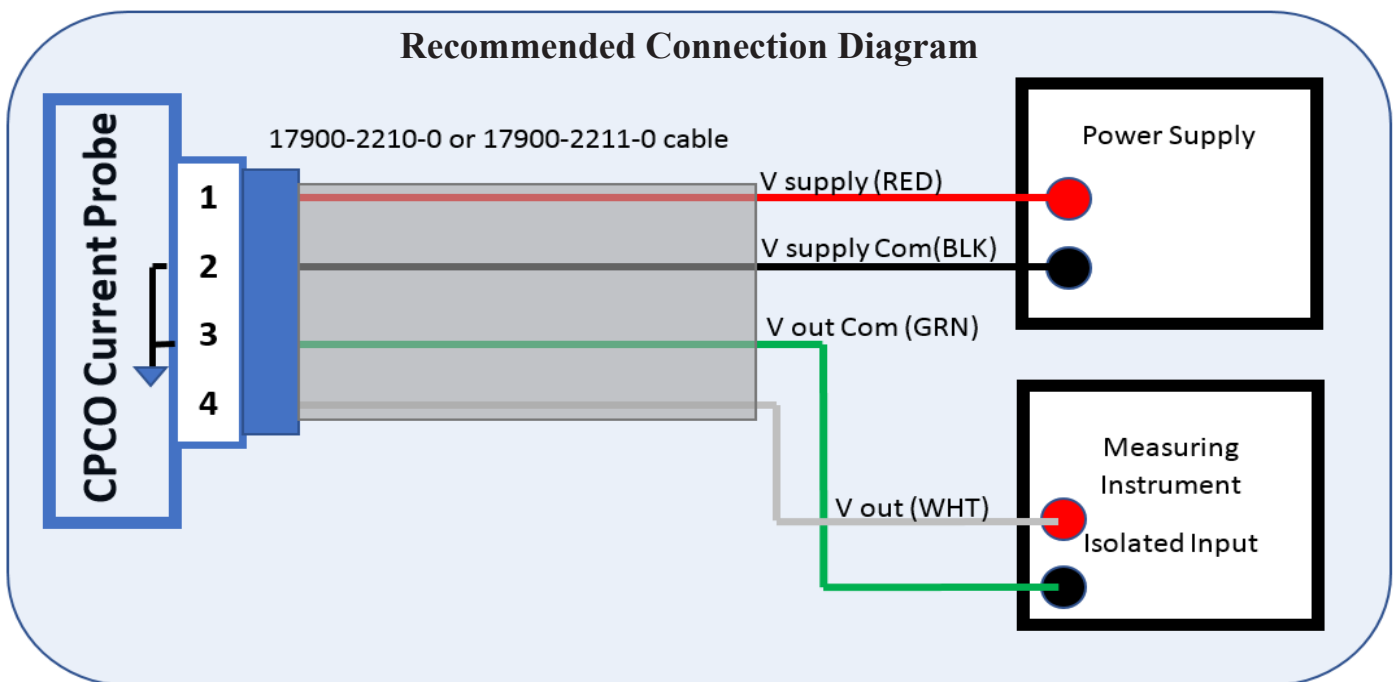 Recommended Connection Diagram
CPCO Current Probe
17900-2210-0 or 17900-2211-0 cable
1
2
3
4
V supply (RED)
V supply Com(BLK)
V out Com (GRN)
V out (WHT)
Power Supply
Measuring
Instrument
Isolated Input